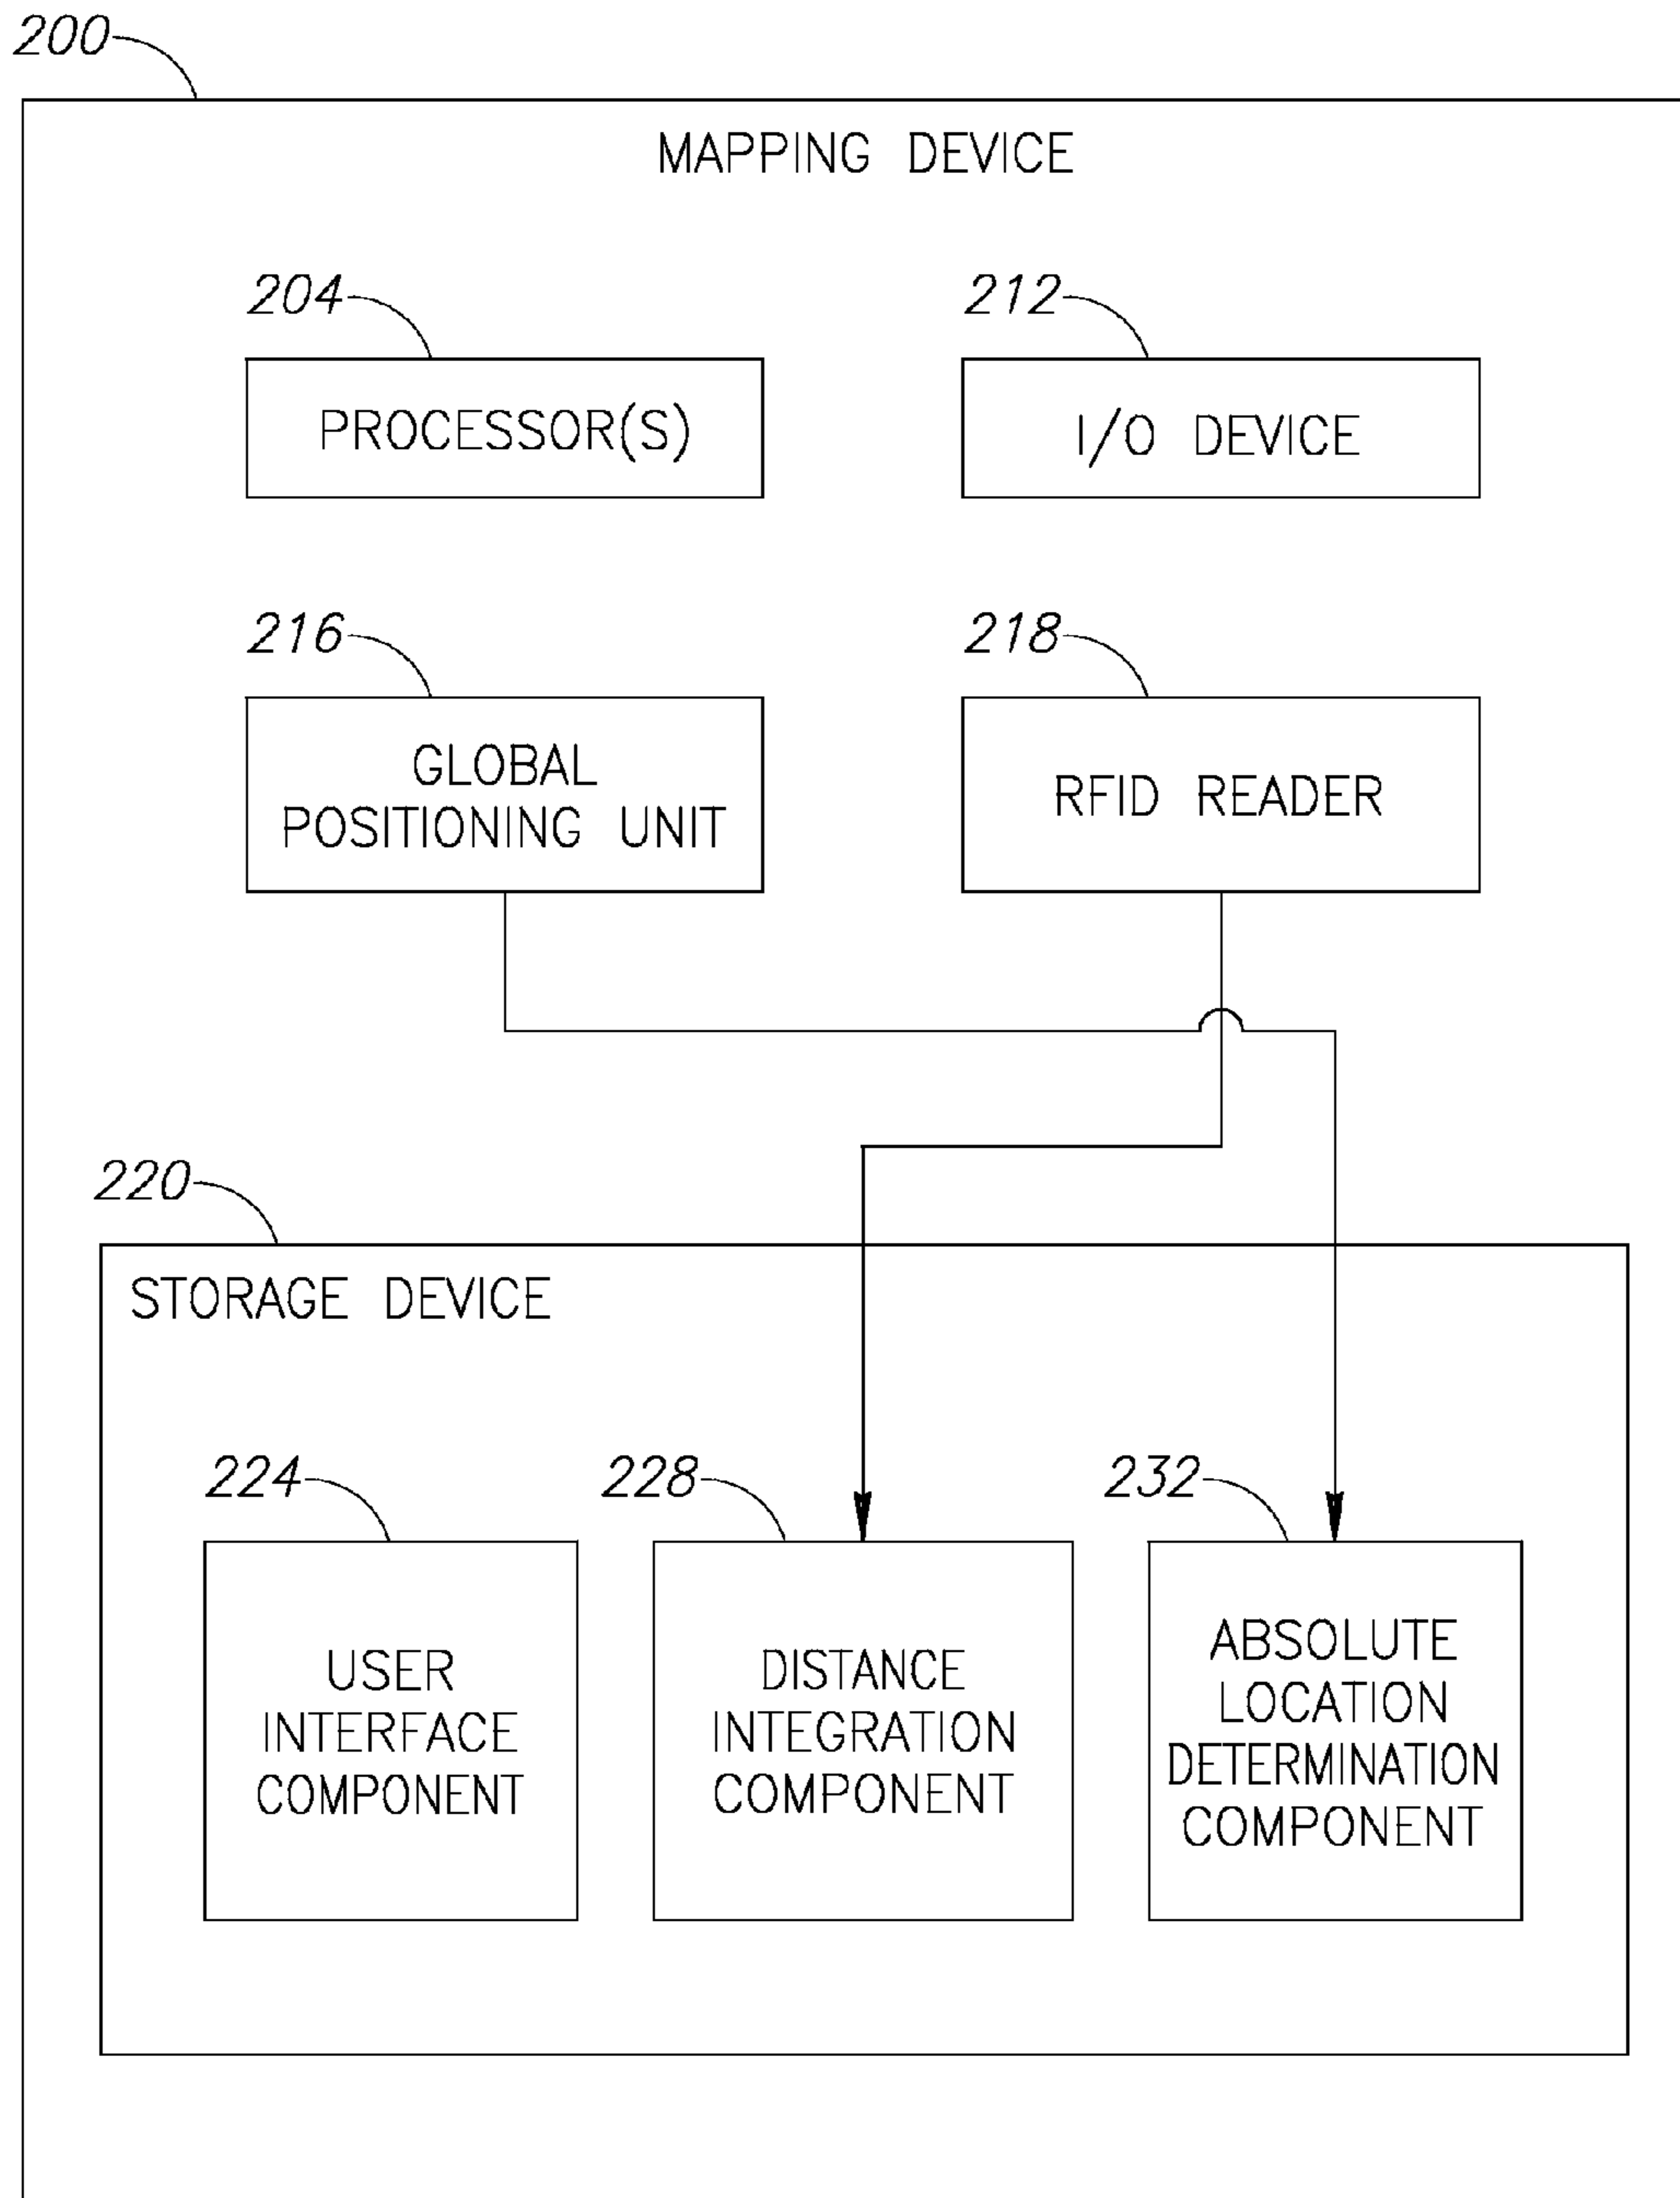 200
MAPPING DEVICE
204
212
PROCESSOR(S)
I/O DEVICE
216
218
GLOBAL
POSITIONING UNIT
RFID READER
220
STORAGE DEVICE
224
228
232
USER
INTERFACE
COMPONENT
DISTANCE
INTEGRATION
COMPONENT
ABSOLUTE
LOCATION
DETERMINATION
COMPONENT